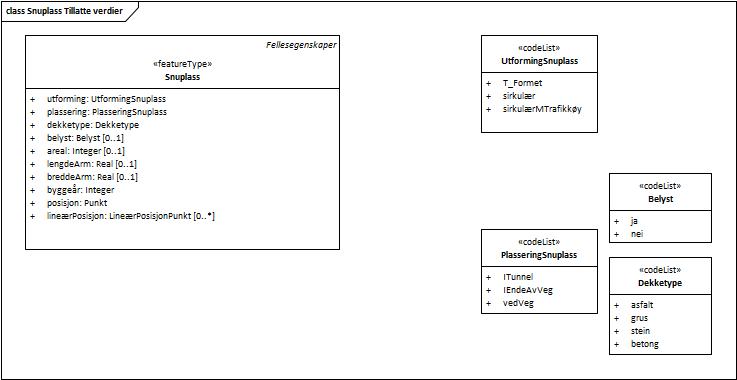 class Snuplass Tillatte verdier
Fellesegenskaper
«featureType»
Snuplass
+ utforming: UtformingSnuplass
+ plassering: PlasseringSnuplass
+ dekketype: Dekketype
+ belyst: Belyst [0..1]
+ areal: Integer [0..1]
+ lengdeArm: Real [0..1]
+ breddeArm: Real [0..1]
+ byggeår: Integer
+ posisjon: Punkt
+ lineærPosisjon: LineærPosisjonPunkt [0..*]
«codeList»
UtformingSnuplass
+ T_Formet
+ sirkulær
+ sirkulærMTrafikkøy
«codeList»
Belyst
+ ja
+ nei
«codeList»
PlasseringSnuplass
+ ITunnel
+ IEndeAvVeg
+ vedVeg
«codeList»
Dekketype
+ asfalt
+ grus
+ stein
+ betong